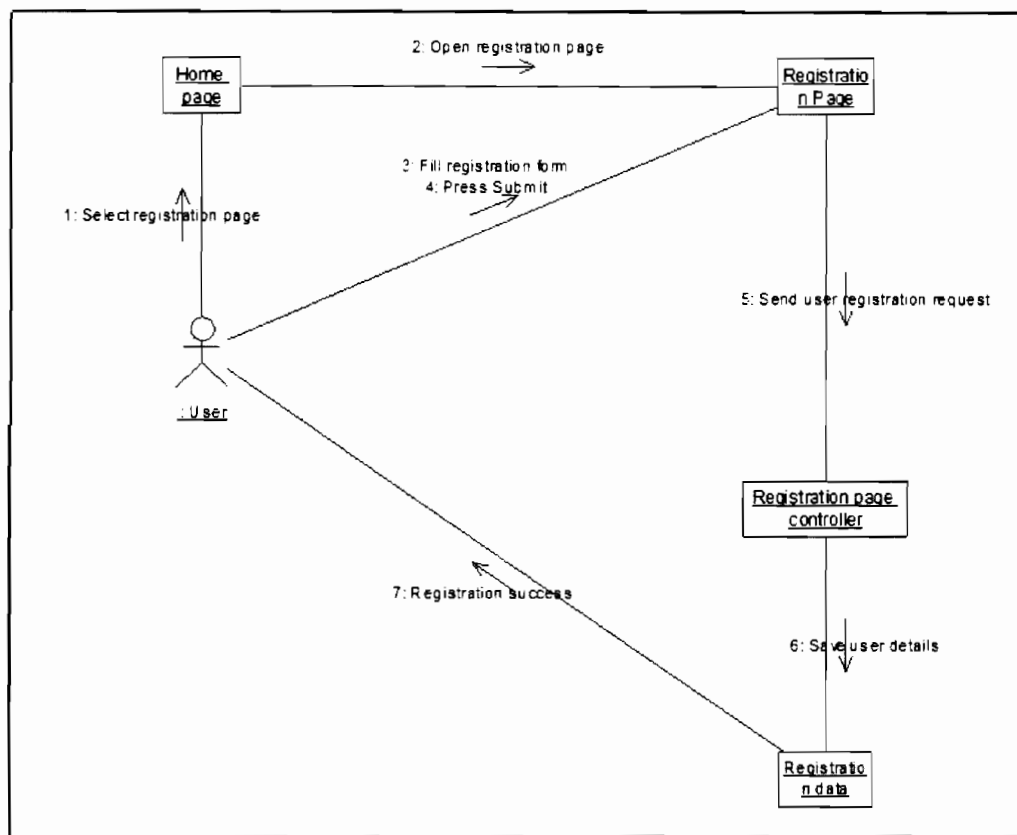 2: Open registration page
Home
page
Registratio
n Page
3: Fill registration form
4: Press Submit
1: Select registration page
5: Send user registration request
: User
Registration page
controller
7: Registration success
6: Save user details
Registratio
n data